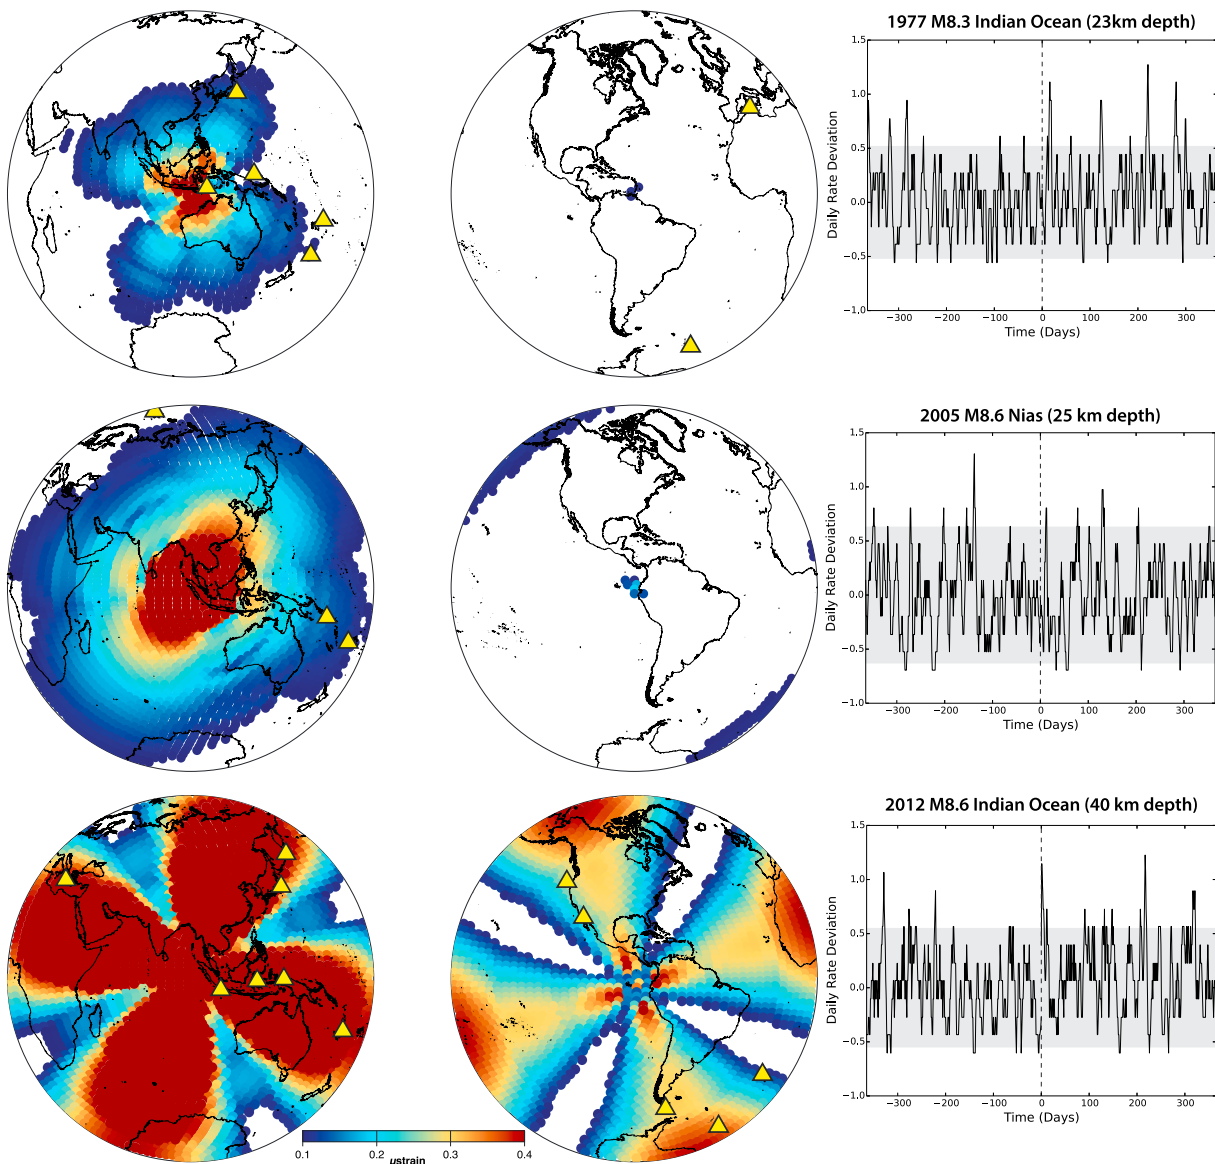 1977 M8.3 Indian Ocean (23km depth)
1.5
1.0
0.5
0.0
−0.5
−1.0
Daily Rate Deviation
−300 −200 −100 0 100 200 300
Time (Days)
2005 M8.6 Nias (25 km depth)
1.5
1.0
0.5
0.0
−0.5
−1.0
Daily Rate Deviation
−300 −200 −100 0 100 200 300
Time (Days)
2012 M8.6 Indian Ocean (40 km depth)
1.5
1.0
0.5
0.0
−0.5
−1.0
Daily Rate Deviation
−300 −200 −100 0 100 200 300
Time (Days)
0.1 0.2 0.3 0.4
μstrain